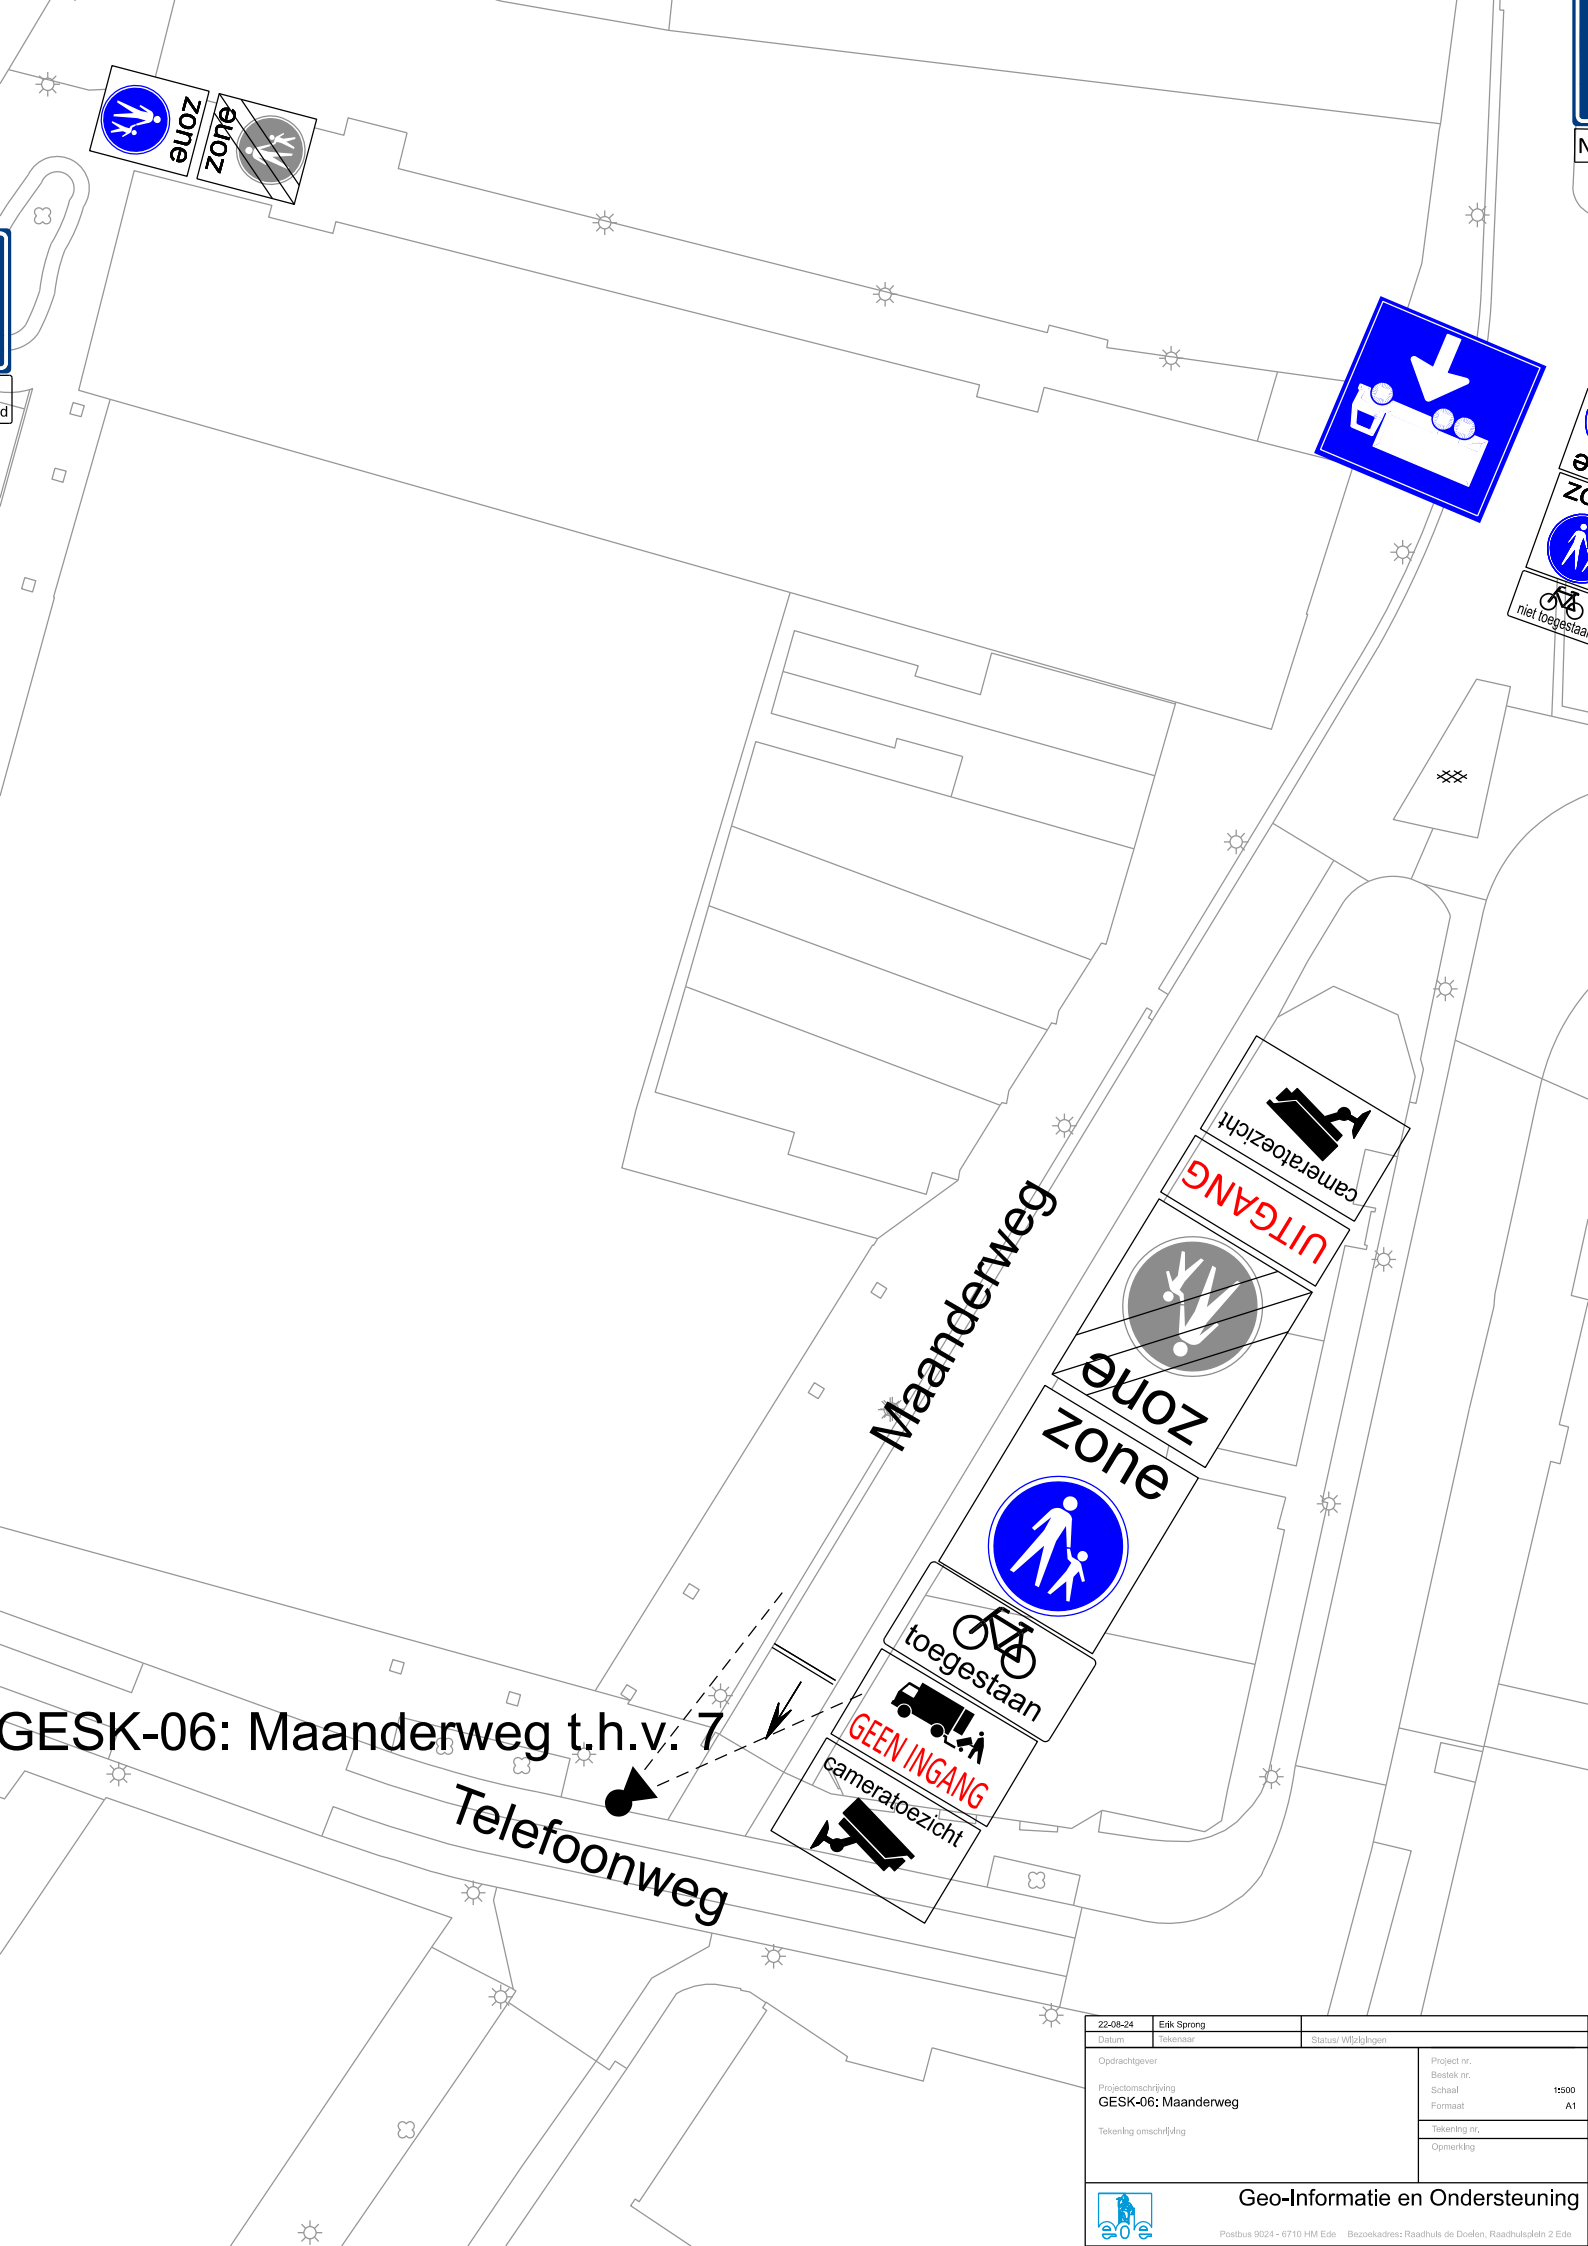 zone
zone
N
d
zo
niet toegestaan
cameratoezicht
UITGANG
zone
zone
Maanderweg
toegestaan
GEEN INGANG
cameratoezicht
GESK-06: Maanderweg t.h.v. 7
Telefoonweg
22-08-24 Erik Sprong
Datum Tekenaar Status/ Wijzigingen
Opdrachtgever
Project nr.
Bestek nr.
Projectomschrijving
GESK-06: Maanderweg
Schaal 1:500
Formaat A1
Tekening omschrijving
Tekening nr.
Opmerking
Geo-Informatie en Ondersteuning
ede
Postbus 9024 - 6710 HM Ede Bezoekadres: Raadhuis de Doelen, Raadhuisplein 2 Ede